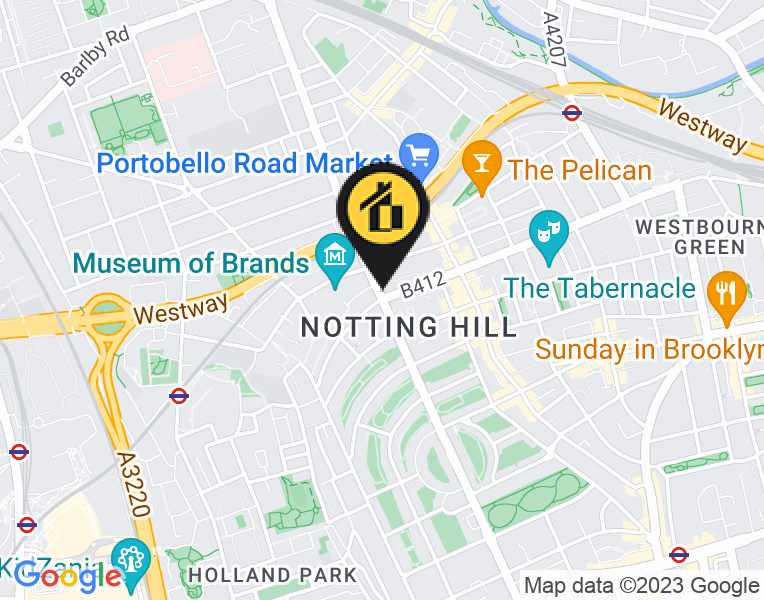 Barlby Rd
A4207
Westway
Portobello Road Market
The Pelican
WESTBOURN
GREEN
M
Museum of Brands
B412
The Tabernacle
Westway
NOTTING HILL
Sunday in Brooklyn
A3220
KidZania
HOLLAND PARK
Google
Map data ©2023 Google